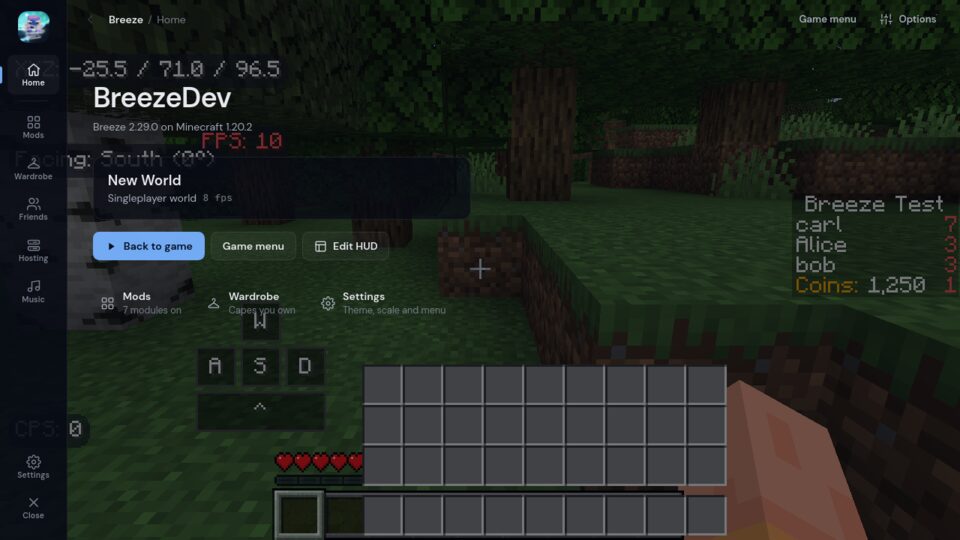 Breeze / Home
Game menu
Options
XYZ: -25.5 / 71.0 / 96.5
Home
BreezeDev
Breeze 2.29.0 on Minecraft 1.20.2
Mods
FPS: 10
Facing: South (0°)
Wardrobe
New World
Singleplayer world 8 fps
Friends
Breeze Test
carl 7
Alice 3
bob 3
Coins: 1,250 1
Hosting
Back to game
Game menu
Edit HUD
Music
Mods
7 modules on
Wardrobe
Capes you own
Settings
Theme, scale and menu
W
A S D
^
CPS: 0
Settings
Close